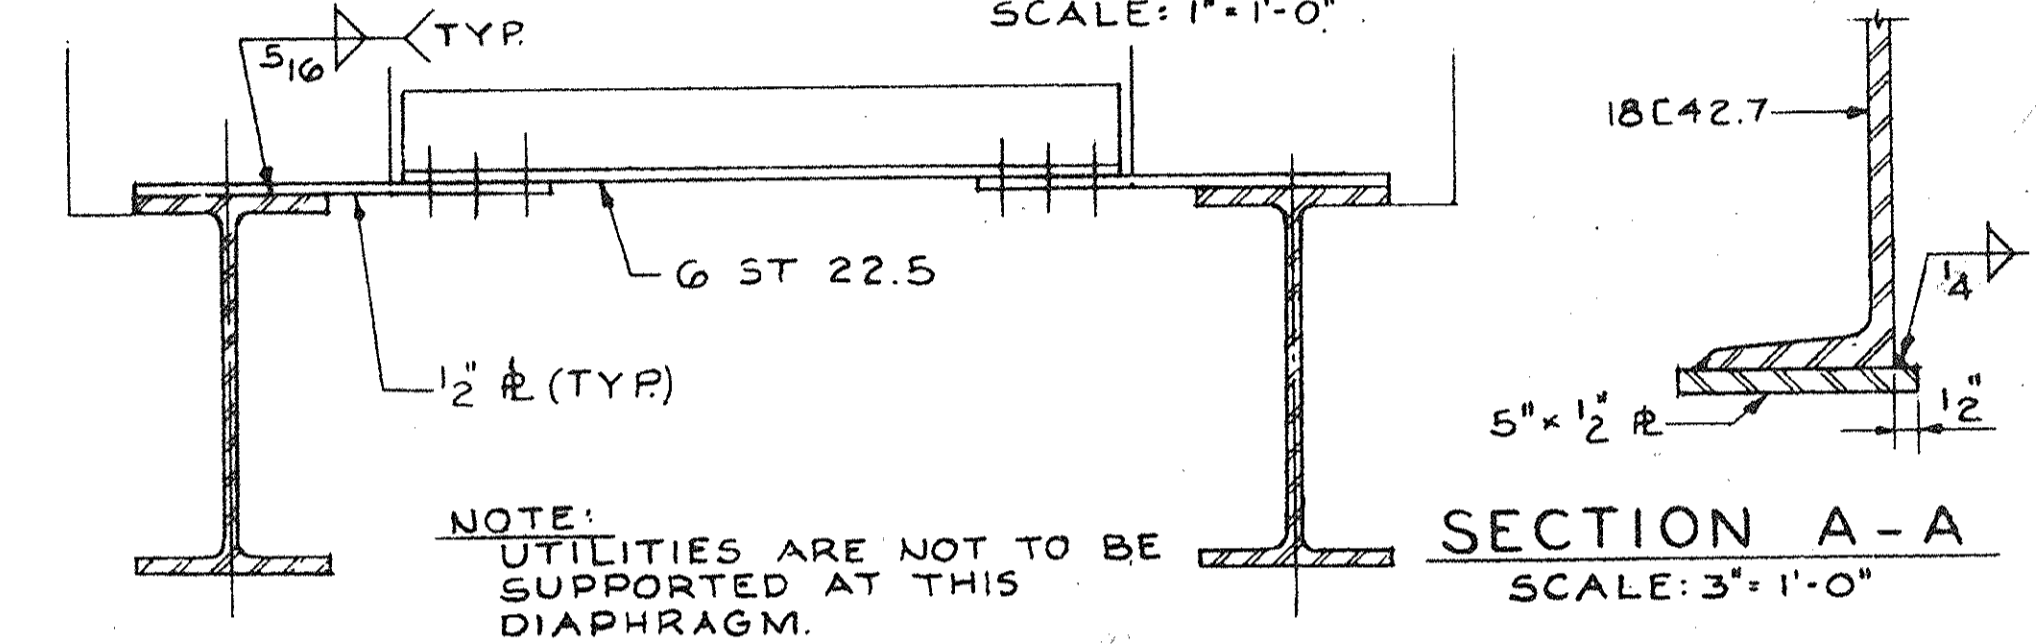 SCALE: 1" = 1'-0"
5/16
TYP.
18[42.7
6 ST 22.5
1/4
1/2" ⅊ (TYP.)
5" x 1/2" ⅊
1/2"
NOTE:
UTILITIES ARE NOT TO BE
SUPPORTED AT THIS
DIAPHRAGM.
SECTION A-A
SCALE: 3" = 1'-0"